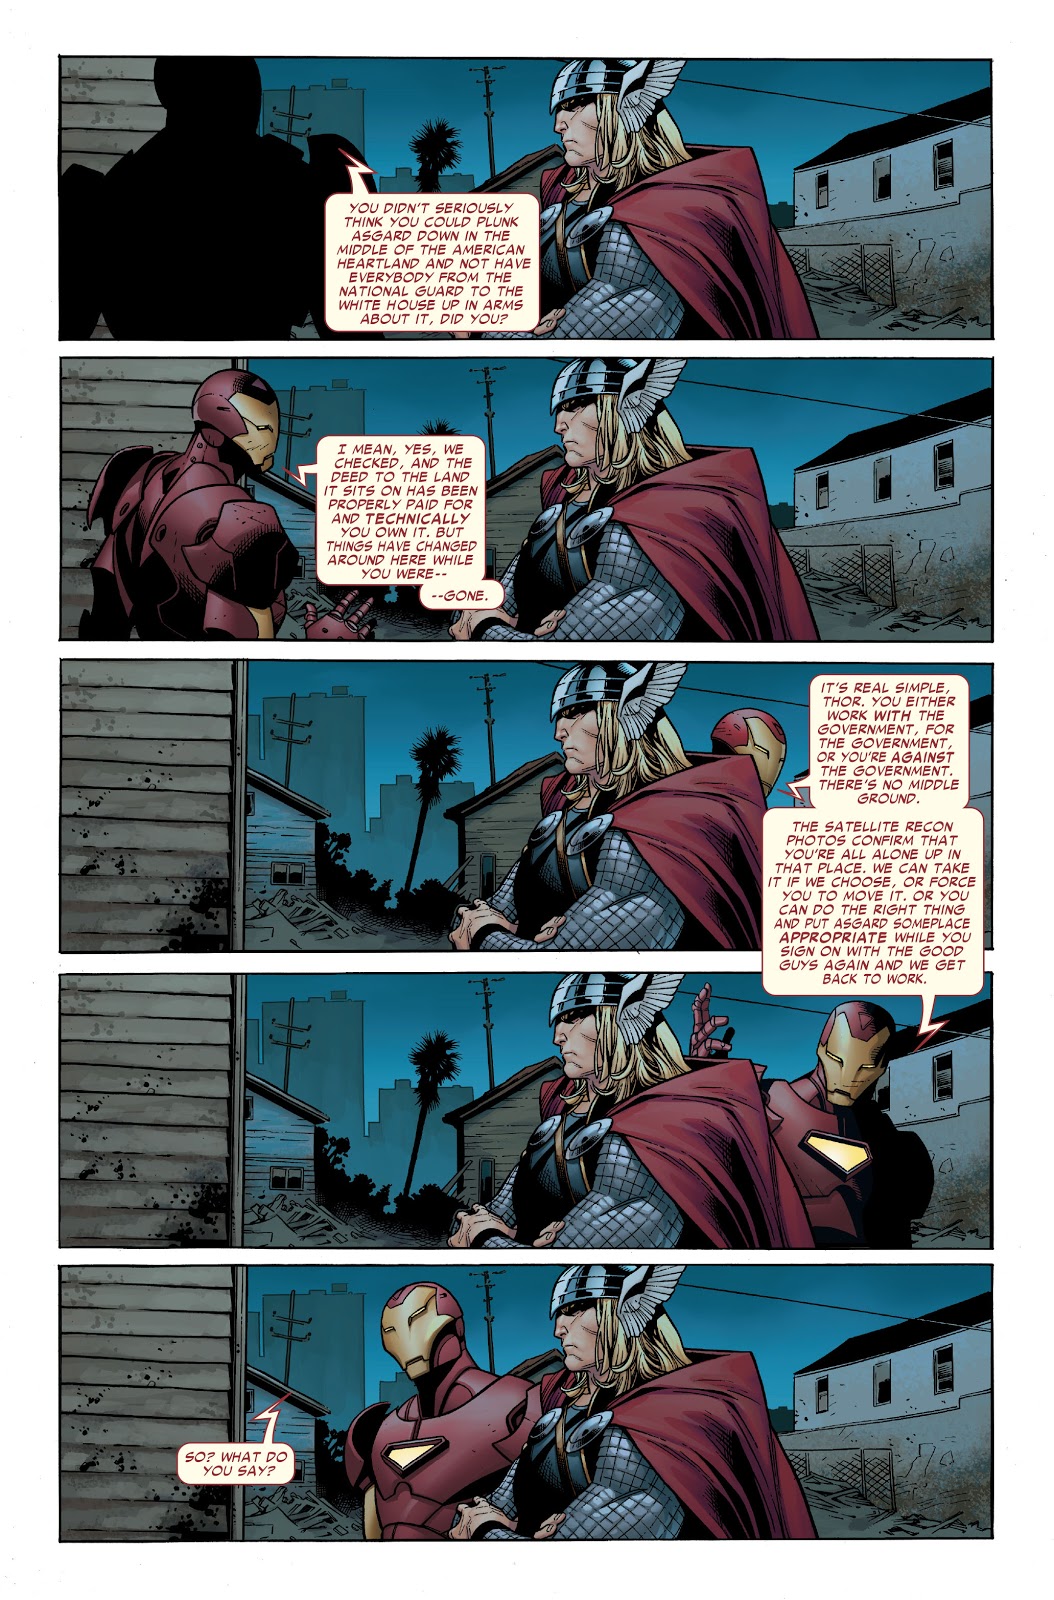 YOU DIDN'T SERIOUSLY
THINK YOU COULD PLUNK
ASGARD DOWN IN THE
MIDDLE OF THE AMERICAN
HEARTLAND AND NOT HAVE
EVERYBODY FROM THE
NATIONAL GUARD TO THE
WHITE HOUSE UP IN ARMS
ABOUT IT, DID YOU?
I MEAN, YES, WE
CHECKED, AND THE
DEED TO THE LAND
IT SITS ON HAS BEEN
PROPERLY PAID FOR
AND TECHNICALLY
YOU OWN IT. BUT
THINGS HAVE CHANGED
AROUND HERE WHILE
YOU WERE--
--GONE.
IT'S REAL SIMPLE,
THOR. YOU EITHER
WORK WITH THE
GOVERNMENT, FOR
THE GOVERNMENT,
OR YOU'RE AGAINST
THE GOVERNMENT.
THERE'S NO MIDDLE
GROUND.
THE SATELLITE RECON
PHOTOS CONFIRM THAT
YOU'RE ALL ALONE UP IN
THAT PLACE. WE CAN TAKE
IT IF WE CHOOSE, OR FORCE
YOU TO MOVE IT. OR YOU
CAN DO THE RIGHT THING
AND PUT ASGARD SOMEPLACE
APPROPRIATE WHILE YOU
SIGN ON WITH THE GOOD
GUYS AGAIN AND WE GET
BACK TO WORK.
SO? WHAT DO
YOU SAY?